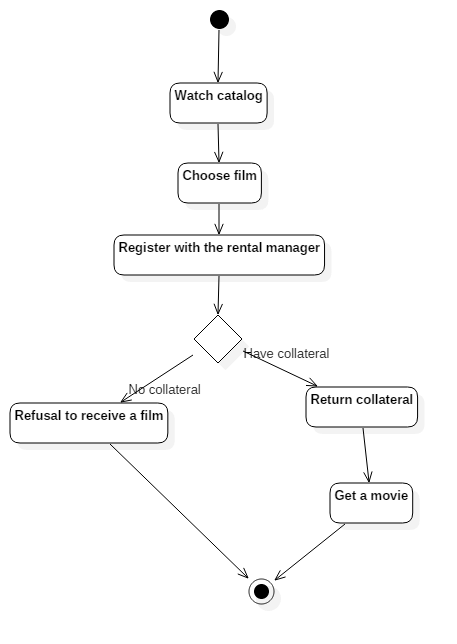 Watch catalog
Choose film
Register with the rental manager
Have collateral
No collateral
Return collateral
Refusal to receive a film
Get a movie